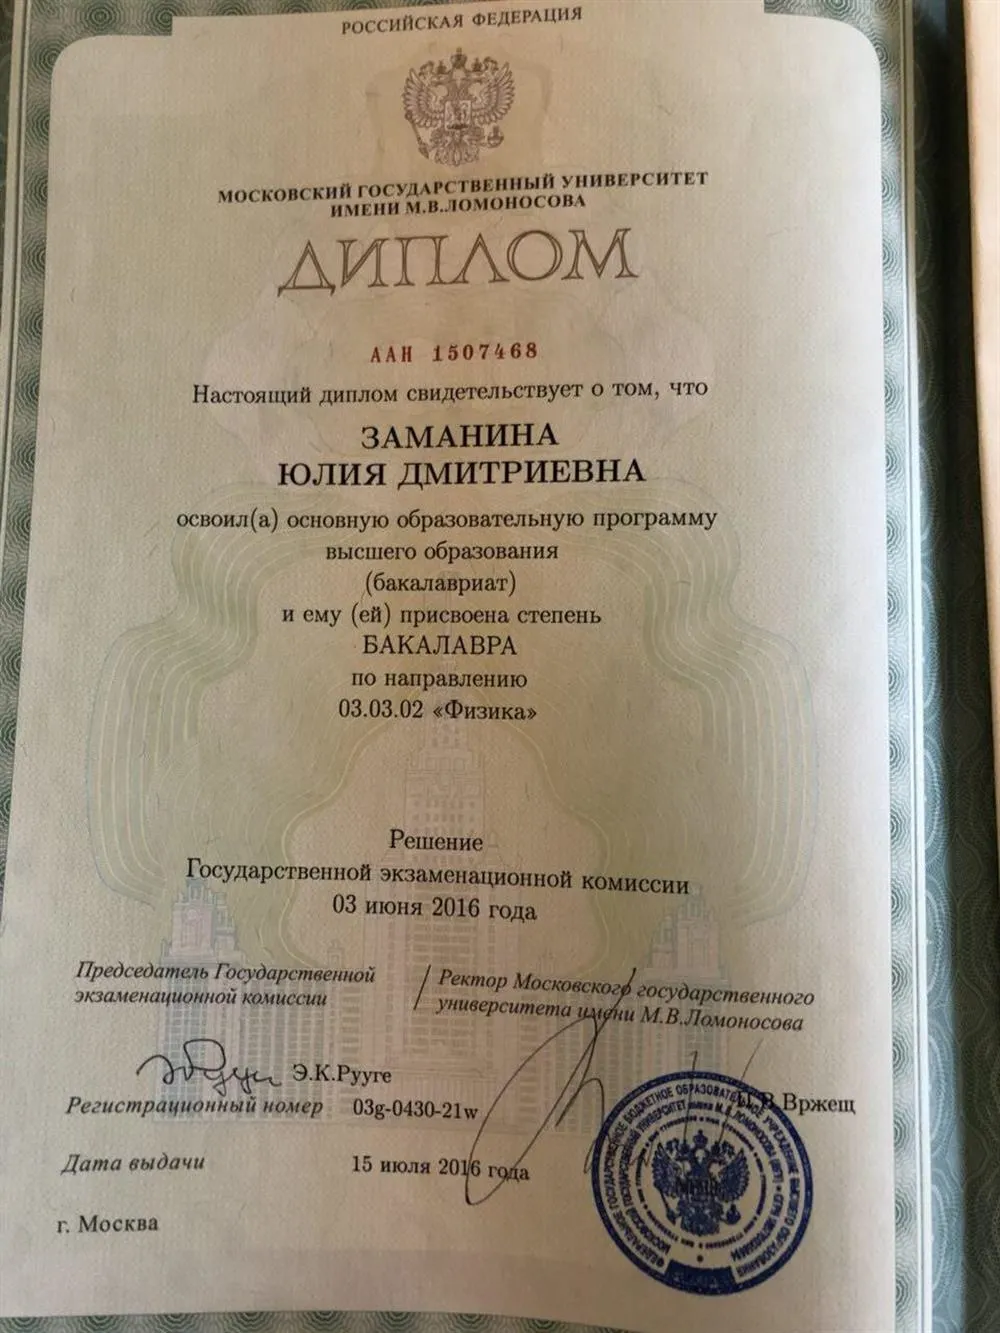 РОССИЙСКАЯ ФЕДЕРАЦИЯ
МОСКОВСКИЙ ГОСУДАРСТВЕННЫЙ УНИВЕРСИТЕТ
ИМЕНИ М.В.ЛОМОНОСОВА
ДИПЛОМ
ААН 1507468
Настоящий диплом свидетельствует о том, что
ЗАМАНИНА
ЮЛИЯ ДМИТРИЕВНА
освоил(а) основную образовательную программу
высшего образования
(бакалавриат)
и ему (ей) присвоена степень
БАКАЛАВРА
по направлению
03.03.02 «Физика»
Решение
Государственной экзаменационной комиссии
03 июня 2016 года
Председатель Государственной
экзаменационной комиссии
Ректор Московского государственного
университета имени М.В.Ломоносова
Э.К.Рууге
Вржещ
Регистрационный номер 03g-0430-21w
Дата выдачи 15 июля 2016 года
г. Москва